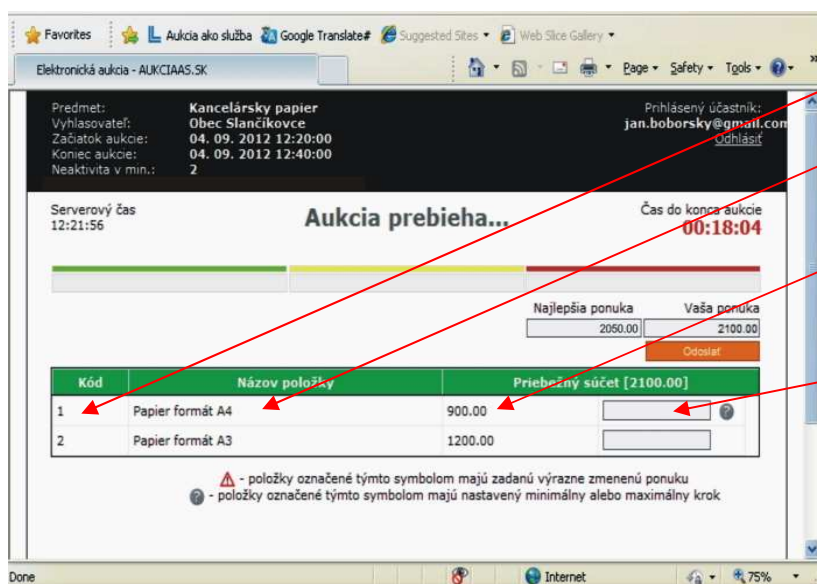 Favorites Aukcia ako služba Google Translate# Suggested Sites Web Slice Gallery
Elektronická aukcia - AUKCIAAS.SK Page Safety Tools »
Predmet: Kancelársky papier Prihlásený účastník:
Vyhlasovateľ: Obec Slančíkovce jan.boborsky@gmail.com
Začiatok aukcie: 04. 09. 2012 12:20:00 Odhlásiť
Koniec aukcie: 04. 09. 2012 12:40:00
Neaktivita v min.: 2
Serverový čas Aukcia prebieha... Čas do konca aukcie
12:21:56 00:18:04
Najlepšia ponuka Vaša ponuka
2050.00 2100.00
Odoslať
Kód Názov položky Priebežný súčet [2100.00]
1 Papier formát A4 900.00
2 Papier formát A3 1200.00
- položky označené týmto symbolom majú zadanú výrazne zmenenú ponuku
- položky označené týmto symbolom majú nastavený minimálny alebo maximálny krok
Done Internet 75%